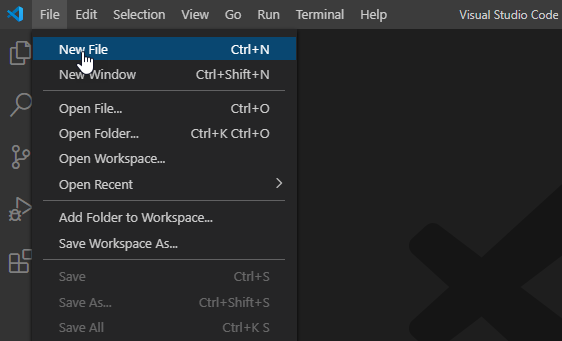 File Edit Selection View Go Run Terminal Help Visual Studio Code
New File Ctrl+N
New Window Ctrl+Shift+N
Open File... Ctrl+O
Open Folder... Ctrl+K Ctrl+O
Open Workspace...
Open Recent
Add Folder to Workspace...
Save Workspace As...
Save Ctrl+S
Save As... Ctrl+Shift+S
Save All Ctrl+K S